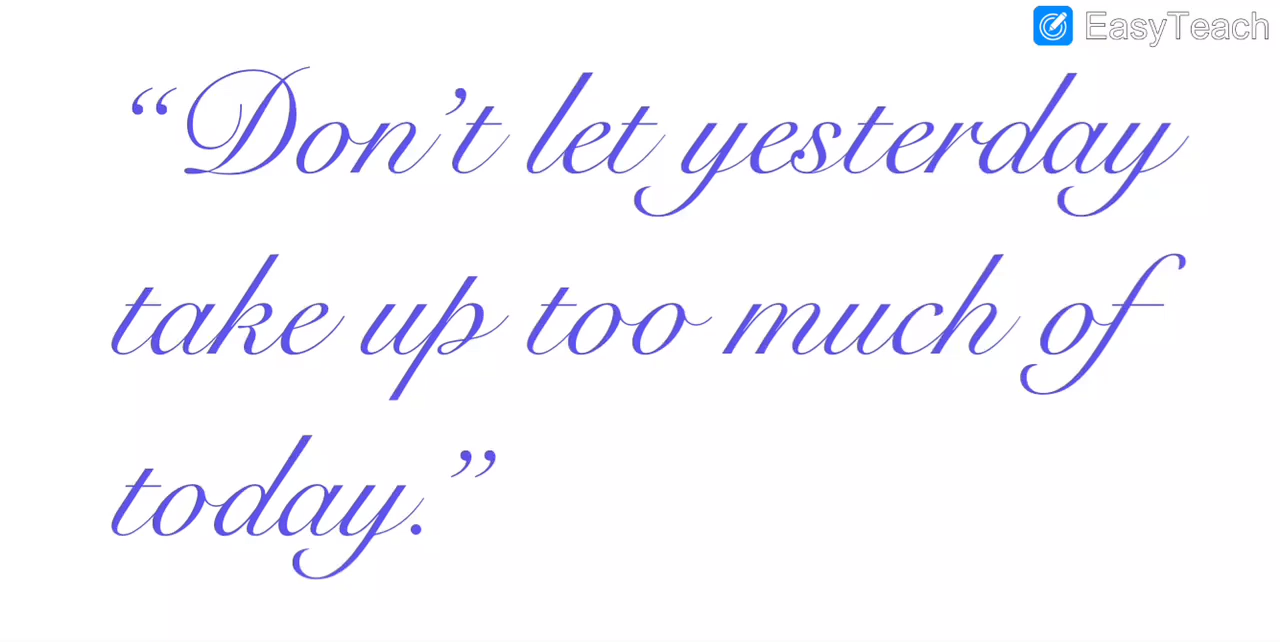 EasyTeach
“Don’t let yesterday
take up too much of
today.”